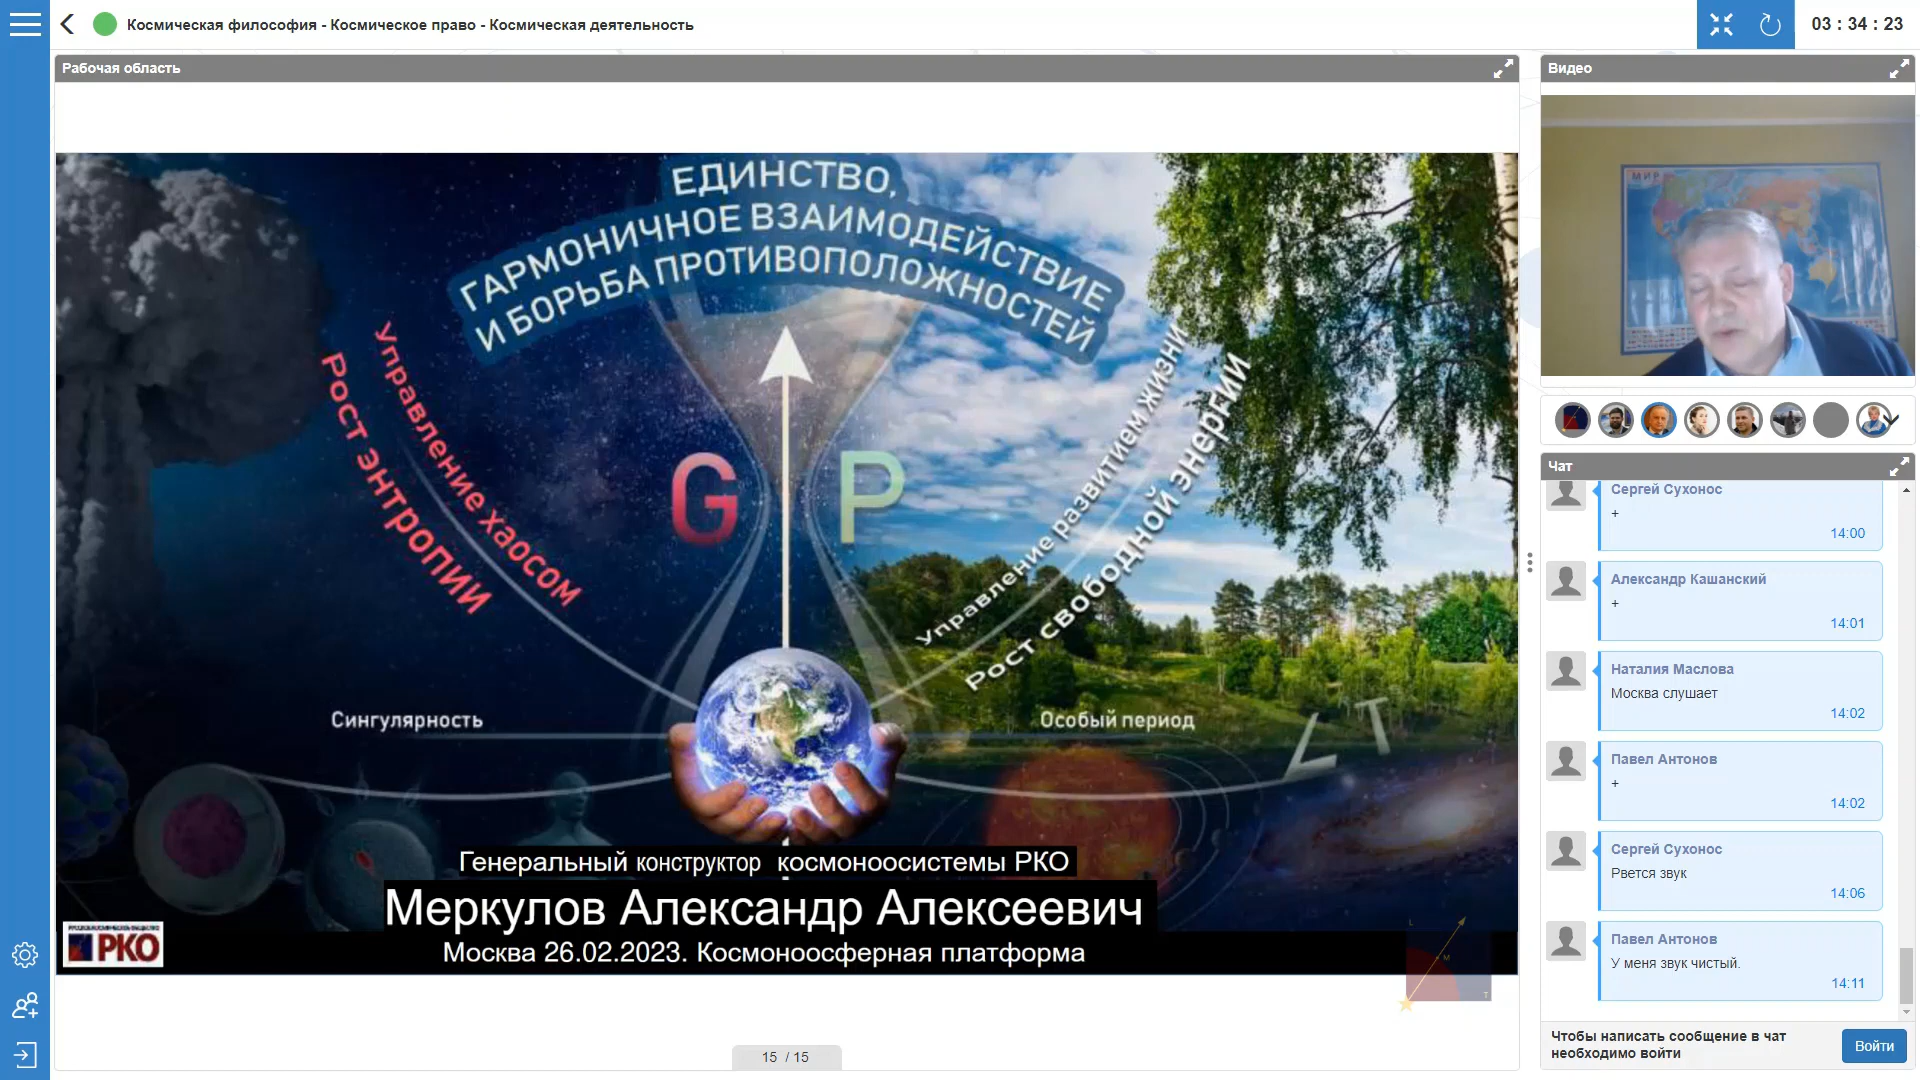 Космическая философия - Космическое право - Космическая деятельность
03 : 34 : 23
Рабочая область
ЕДИНСТВО,
ГАРМОНИЧНОЕ ВЗАИМОДЕЙСТВИЕ
И БОРЬБА ПРОТИВОПОЛОЖНОСТЕЙ
Управление хаосом
Рост энтропии
G
P
Управление развитием жизни
Рост свободной энергии
Сингулярность
Особый период
LT
Генеральный конструктор космоноосистемы РКО
Меркулов Александр Алексеевич
Москва 26.02.2023. Космоноосферная платформа
РКО
L
M
T
15 / 15
Видео
МИР
Чат
Сергей Сухонос
+
14:00
Александр Кашанский
+
14:01
Наталия Маслова
Москва слушает
14:02
Павел Антонов
+
14:02
Сергей Сухонос
Рвется звук
14:06
Павел Антонов
У меня звук чистый.
14:11
Чтобы написать сообщение в чат
необходимо войти
Войти